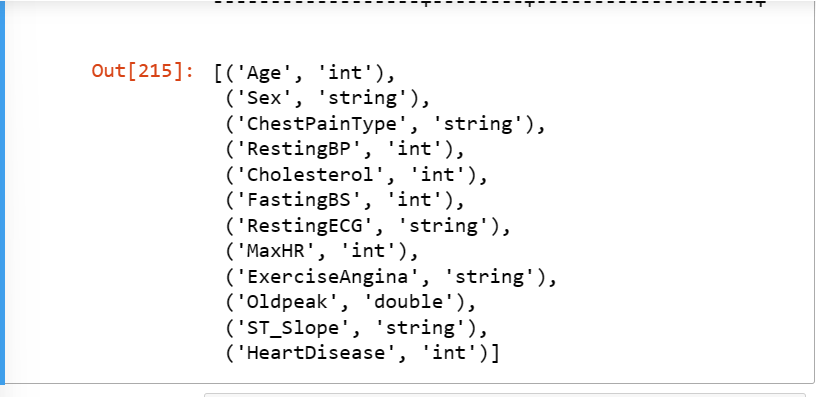 Out[215]: [('Age', 'int'),
('Sex', 'string'),
('ChestPainType', 'string'),
('RestingBP', 'int'),
('Cholesterol', 'int'),
('FastingBS', 'int'),
('RestingECG', 'string'),
('MaxHR', 'int'),
('ExerciseAngina', 'string'),
('Oldpeak', 'double'),
('ST_Slope', 'string'),
('HeartDisease', 'int')]